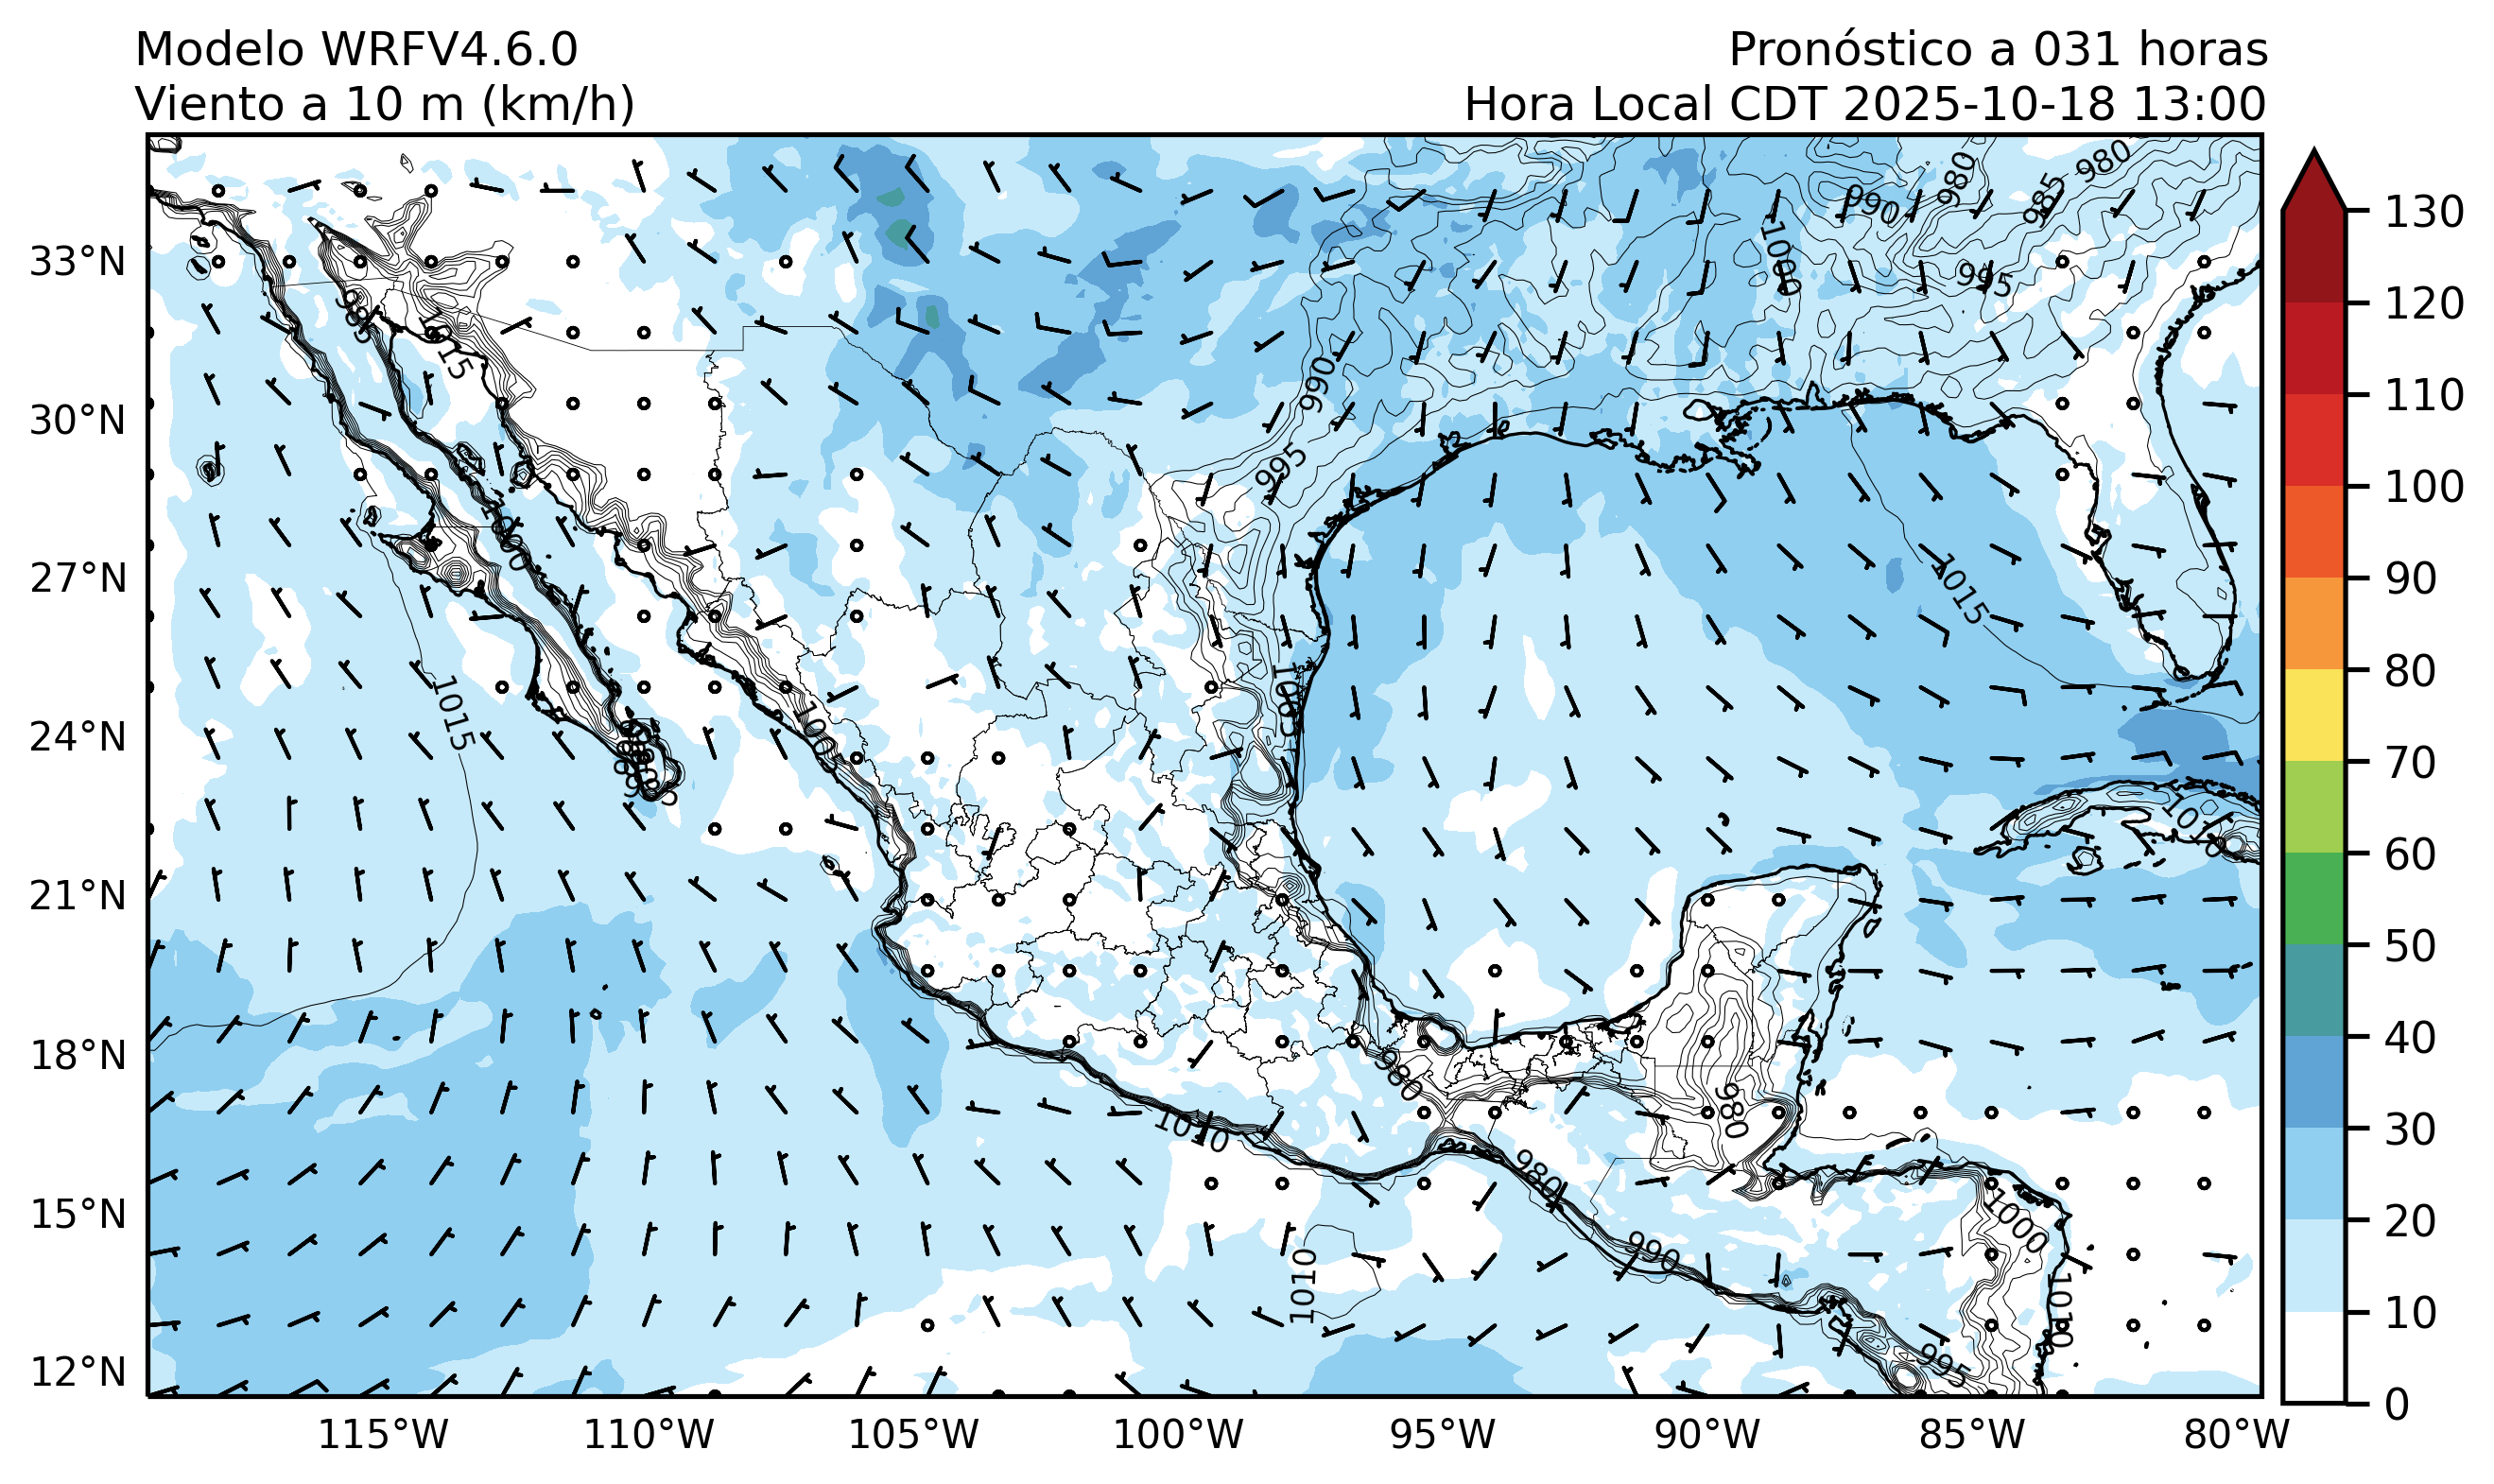 Modelo WRFV4.6.0
Pronóstico a 031 horas
Viento a 10 m (km/h)
Hora Local CDT 2025-10-18 13:00
33°N
30°N
27°N
24°N
21°N
18°N
15°N
12°N
115°W
110°W
105°W
100°W
95°W
90°W
85°W
80°W
130
120
110
100
90
80
70
60
50
40
30
20
10
0
980
980
985
990
1000
995
990
995
1015
1015
1015
1000
1005
1005
1010
980
980
980
990
1000
1010
1010
995